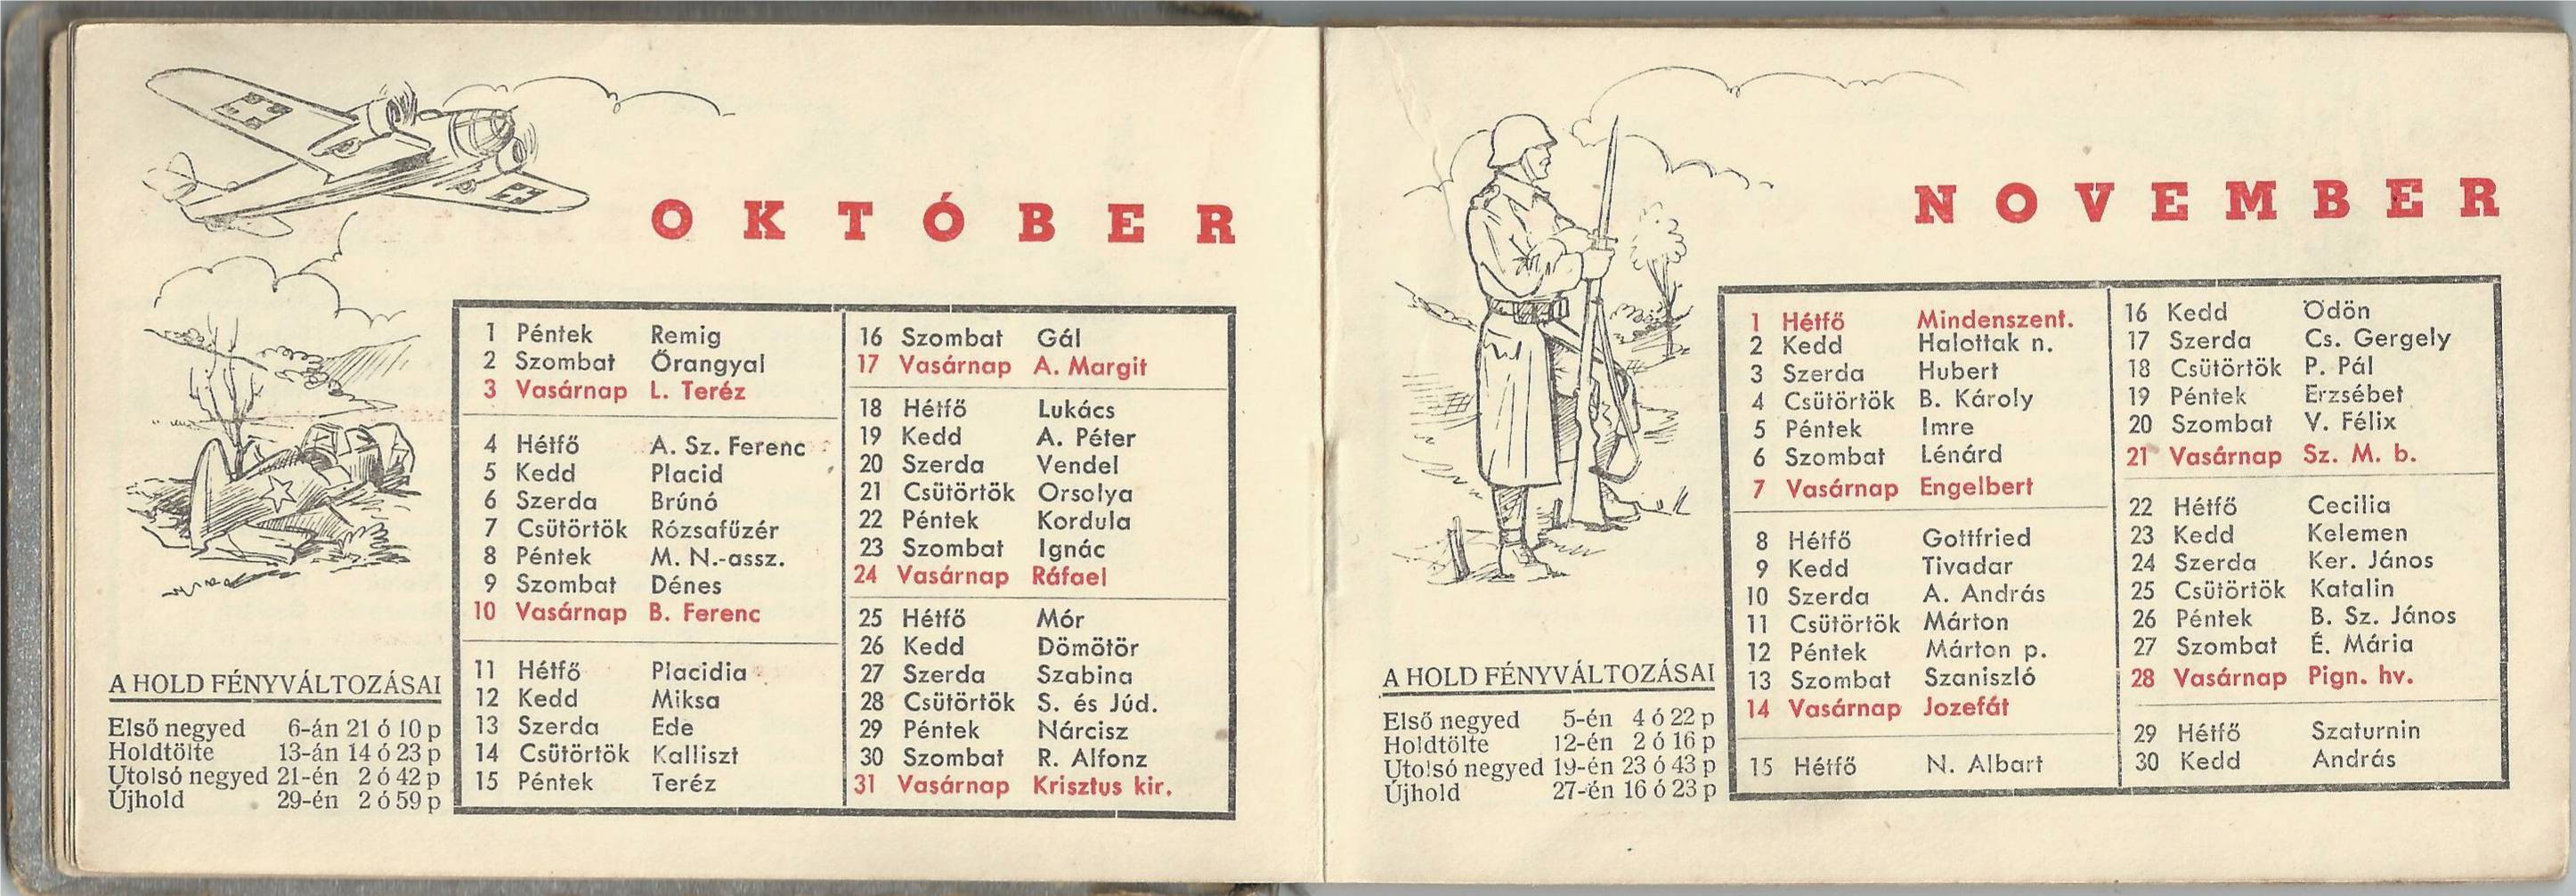 OKTÓBER
1 Péntek Remig
2 Szombat Őrangyal
3 Vasárnap L. Teréz
4 Hétfő A. Sz. Ferenc
5 Kedd Placid
6 Szerda Brúnó
7 Csütörtök Rózsafűzér
8 Péntek M. N.-assz.
9 Szombat Dénes
10 Vasárnap B. Ferenc
11 Hétfő Placidia
12 Kedd Miksa
13 Szerda Ede
14 Csütörtök Kalliszt
15 Péntek Teréz
16 Szombat Gál
17 Vasárnap A. Margit
18 Hétfő Lukács
19 Kedd A. Péter
20 Szerda Vendel
21 Csütörtök Orsolya
22 Péntek Kordula
23 Szombat Ignác
24 Vasárnap Ráfael
25 Hétfő Mór
26 Kedd Dömötör
27 Szerda Szabina
28 Csütörtök S. és Júd.
29 Péntek Nárcisz
30 Szombat R. Alfonz
31 Vasárnap Krisztus kir.
A HOLD FÉNYVÁLTOZÁSAI
Első negyed 6-án 21 ó 10 p
Holdtölte 13-án 14 ó 23 p
Utolsó negyed 21-én 2 ó 42 p
Újhold 29-én 2 ó 59 p
NOVEMBER
1 Hétfő Mindenszent.
2 Kedd Halottak n.
3 Szerda Hubert
4 Csütörtök B. Károly
5 Péntek Imre
6 Szombat Lénárd
7 Vasárnap Engelbert
8 Hétfő Gottfried
9 Kedd Tivadar
10 Szerda A. András
11 Csütörtök Márton
12 Péntek Márton p.
13 Szombat Szaniszló
14 Vasárnap Jozefát
15 Hétfő N. Albart
16 Kedd Ödön
17 Szerda Cs. Gergely
18 Csütörtök P. Pál
19 Péntek Erzsébet
20 Szombat V. Félix
21 Vasárnap Sz. M. b.
22 Hétfő Cecilia
23 Kedd Kelemen
24 Szerda Ker. János
25 Csütörtök Katalin
26 Péntek B. Sz. János
27 Szombat É. Mária
28 Vasárnap Pign. hv.
29 Hétfő Szaturnin
30 Kedd András
A HOLD FÉNYVÁLTOZÁSAI
Első negyed 5-én 4 ó 22 p
Holdtölte 12-én 2 ó 16 p
Utolsó negyed 19-én 23 ó 43 p
Újhold 27-én 16 ó 23 p